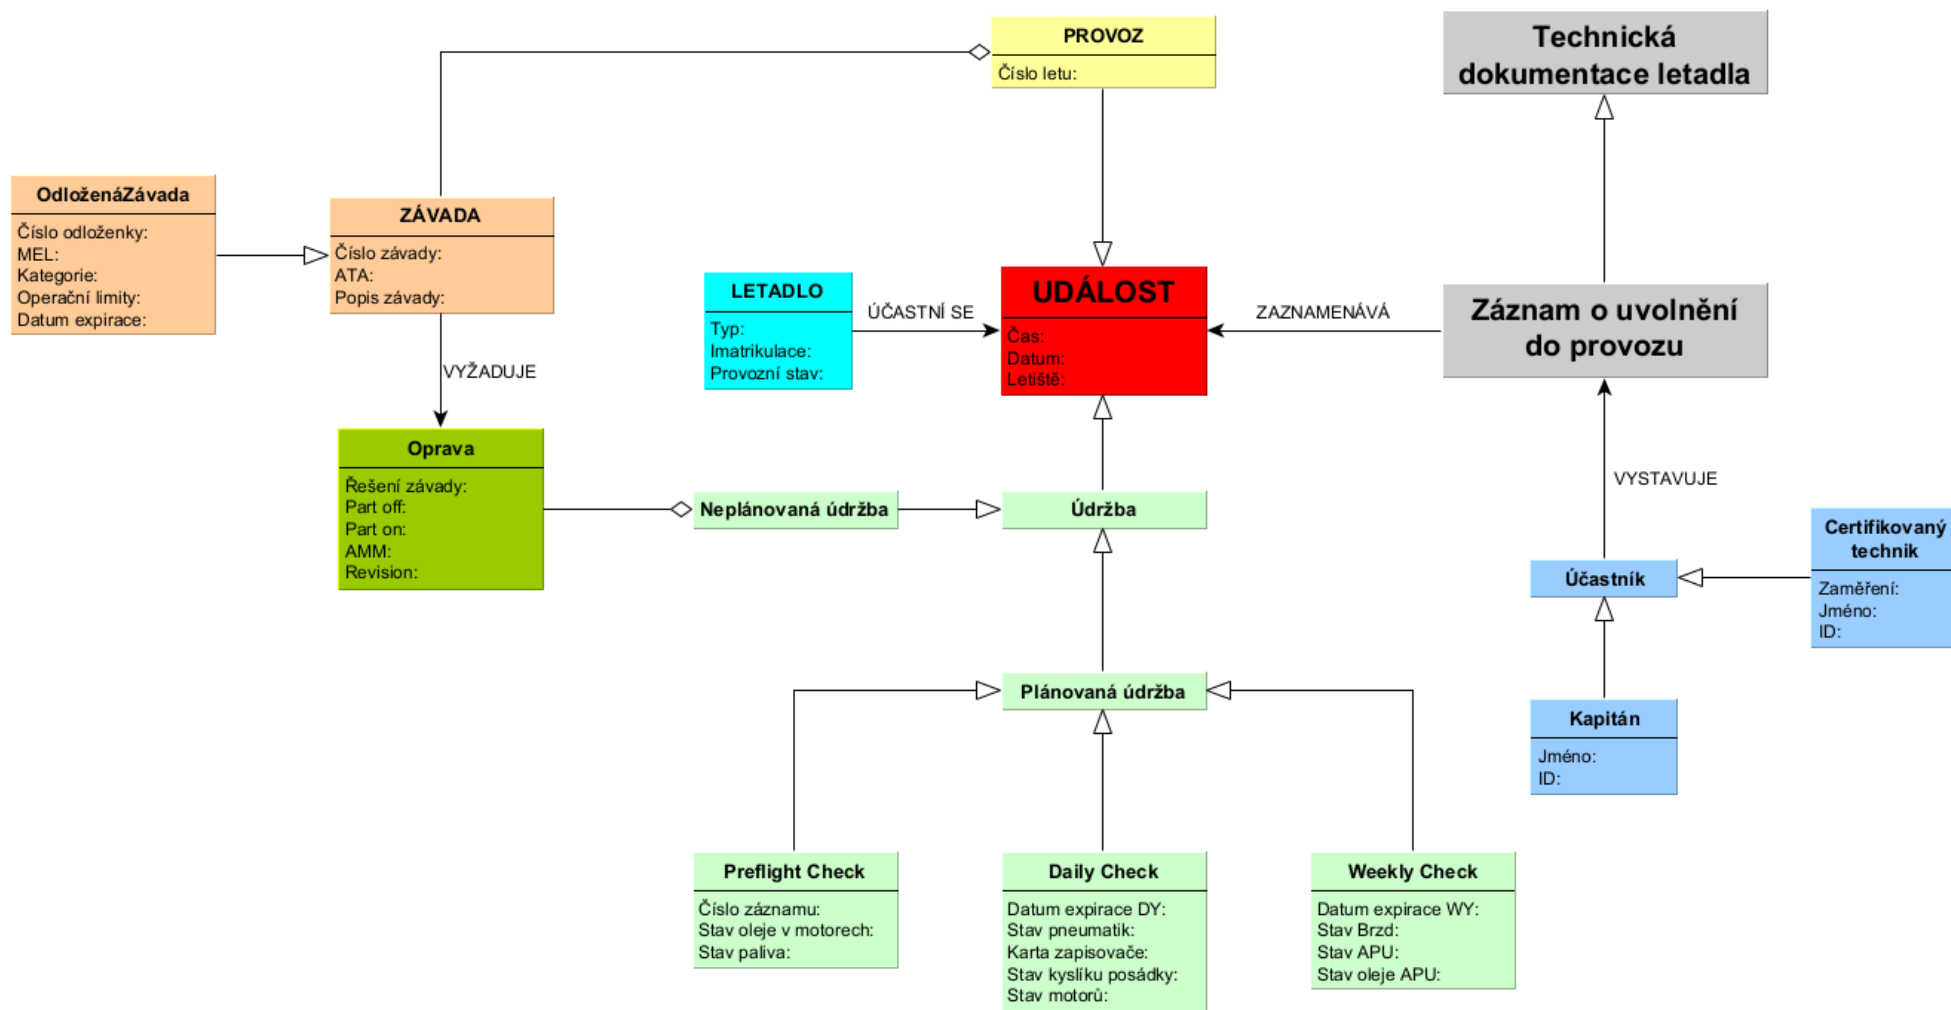 PROVOZ
Číslo letu:
Technická
dokumentace letadla
OdloženáZávada
Číslo odloženky:
MEL:
Kategorie:
Operační limity:
Datum expirace:
ZÁVADA
Číslo závady:
ATA:
Popis závady:
LETADLO
Typ:
Imatrikulace:
Provozní stav:
ÚČASTNÍ SE
UDÁLOST
Čas:
Datum:
Letiště:
ZAZNAMENÁVÁ
Záznam o uvolnění
do provozu
VYŽADUJE
Oprava
Řešení závady:
Part off:
Part on:
AMM:
Revision:
Neplánovaná údržba
Údržba
VYSTAVUJE
Certifikovaný
technik
Zaměření:
Jméno:
ID:
Účastník
Plánovaná údržba
Kapitán
Jméno:
ID:
Preflight Check
Číslo záznamu:
Stav oleje v motorech:
Stav paliva:
Daily Check
Datum expirace DY:
Stav pneumatik:
Karta zapisovače:
Stav kyslíku posádky:
Stav motorů:
Weekly Check
Datum expirace WY:
Stav Brzd:
Stav APU:
Stav oleje APU: